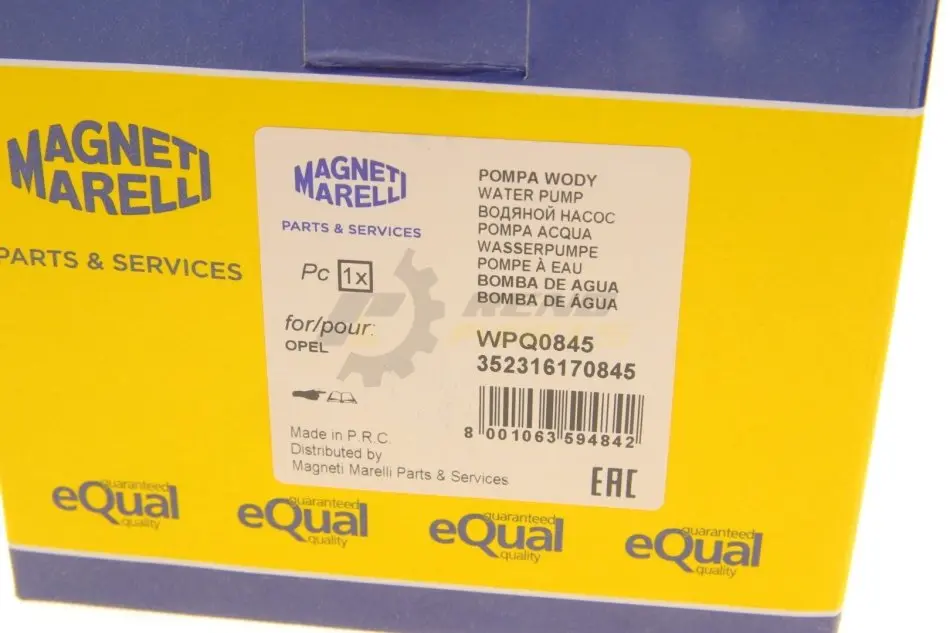 MAGNETI
MARELLI
PARTS & SERVICES
MAGNETI
MARELLI
PARTS & SERVICES
Pc 1x
for/pour:
OPEL
Made in P.R.C.
Distributed by
Magneti Marelli Parts & Services
POMPA WODY
WATER PUMP
ВОДЯНОЙ НАСОС
POMPA ACQUA
WASSERPUMPE
POMPE À EAU
BOMBA DE AGUA
BOMBA DE ÁGUA
WPQ0845
352316170845
8 001063 594842
EAC
guaranteed
eQual
quality
guaranteed
eQual
quality
guaranteed
eQual
quality
guaranteed
eQual
quality